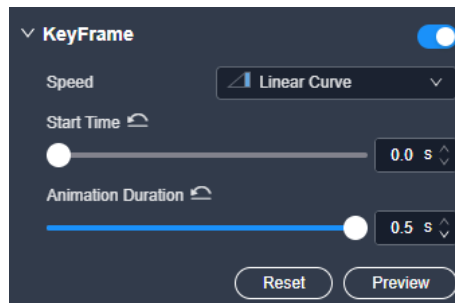 KeyFrame
Speed Linear Curve
Start Time
0.0 s
Animation Duration
0.5 s
Reset Preview